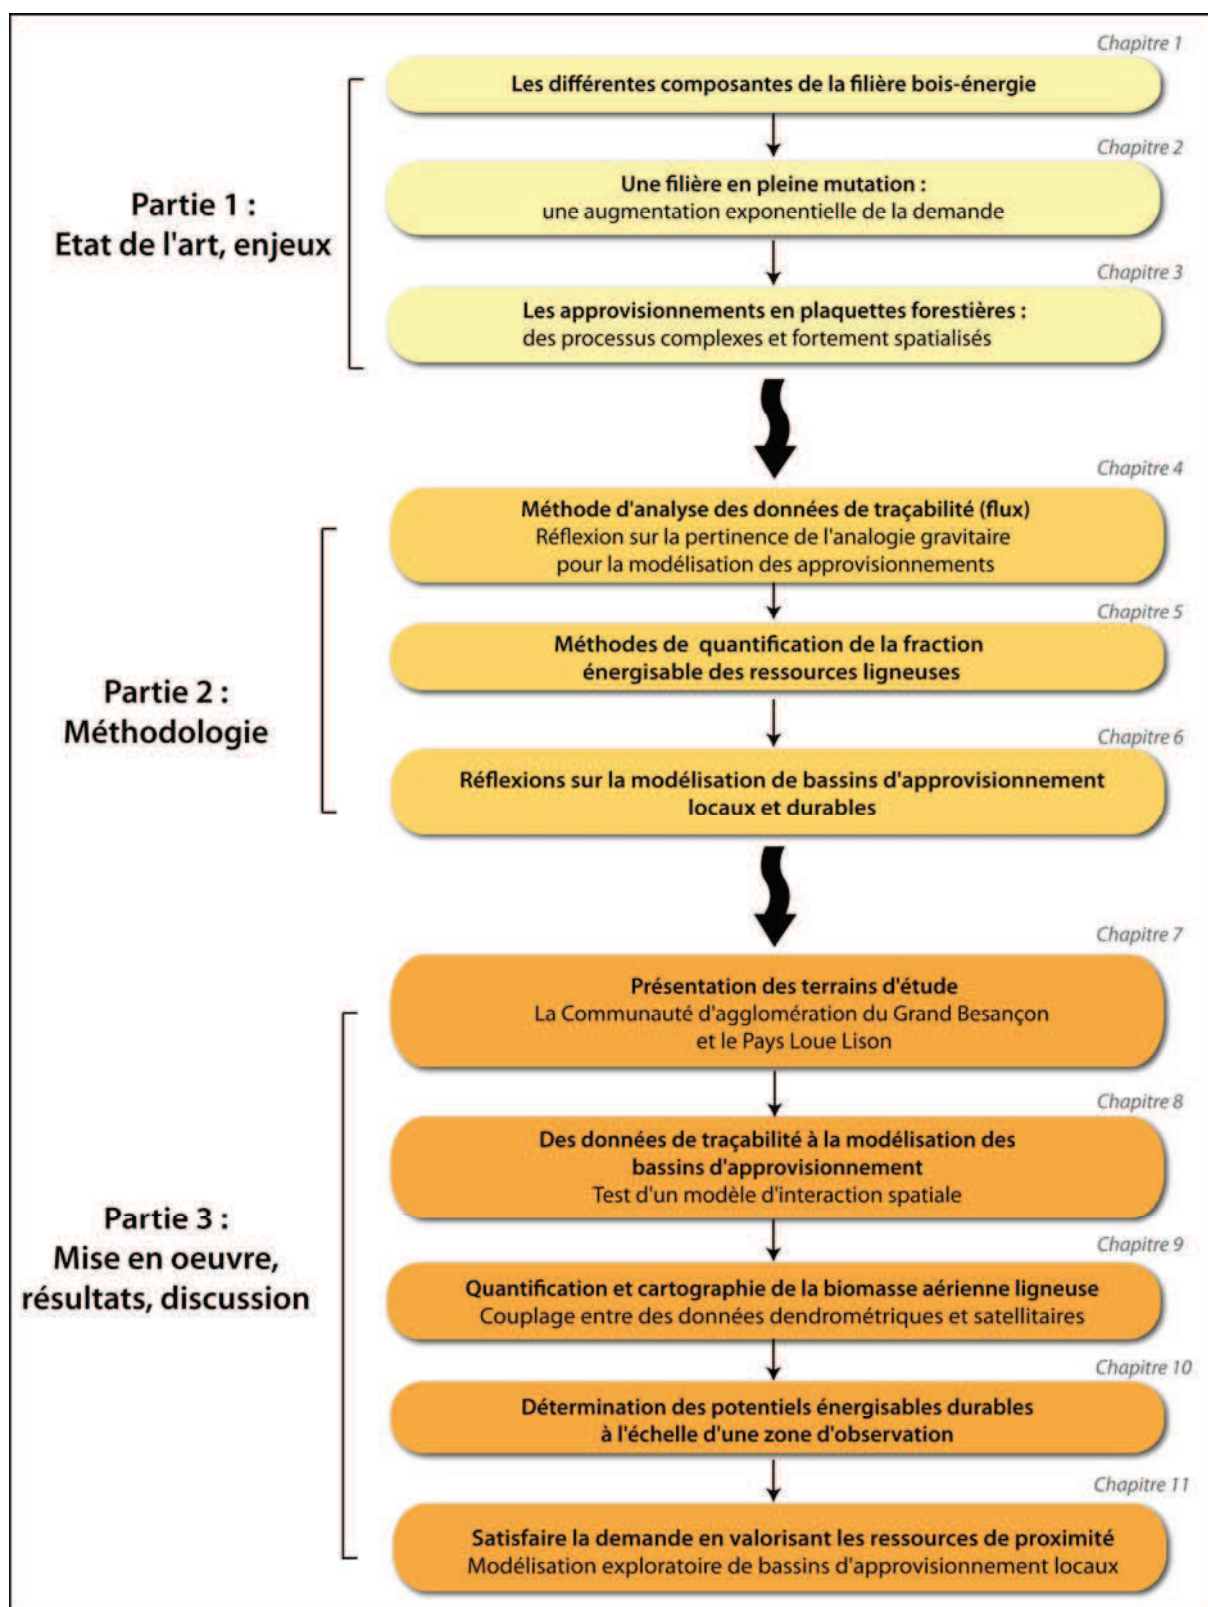 Chapitre 1
Les différentes composantes de la filière bois-énergie
Chapitre 2
Une filière en pleine mutation :
une augmentation exponentielle de la demande
Partie 1 :
Etat de l'art, enjeux
Chapitre 3
Les approvisionnements en plaquettes forestières :
des processus complexes et fortement spatialisés
Chapitre 4
Méthode d'analyse des données de traçabilité (flux)
Réflexion sur la pertinence de l'analogie gravitaire
pour la modélisation des approvisionnements
Chapitre 5
Méthodes de quantification de la fraction
énergisable des ressources ligneuses
Partie 2 :
Méthodologie
Chapitre 6
Réflexions sur la modélisation de bassins d'approvisionnement
locaux et durables
Chapitre 7
Présentation des terrains d'étude
La Communauté d'agglomération du Grand Besançon
et le Pays Loue Lison
Chapitre 8
Des données de traçabilité à la modélisation des
bassins d'approvisionnement
Test d'un modèle d'interaction spatiale
Partie 3 :
Mise en oeuvre,
résultats, discussion
Chapitre 9
Quantification et cartographie de la biomasse aérienne ligneuse
Couplage entre des données dendrométriques et satellitaires
Chapitre 10
Détermination des potentiels énergisables durables
à l'échelle d'une zone d'observation
Chapitre 11
Satisfaire la demande en valorisant les ressources de proximité
Modélisation exploratoire de bassins d'approvisionnement locaux